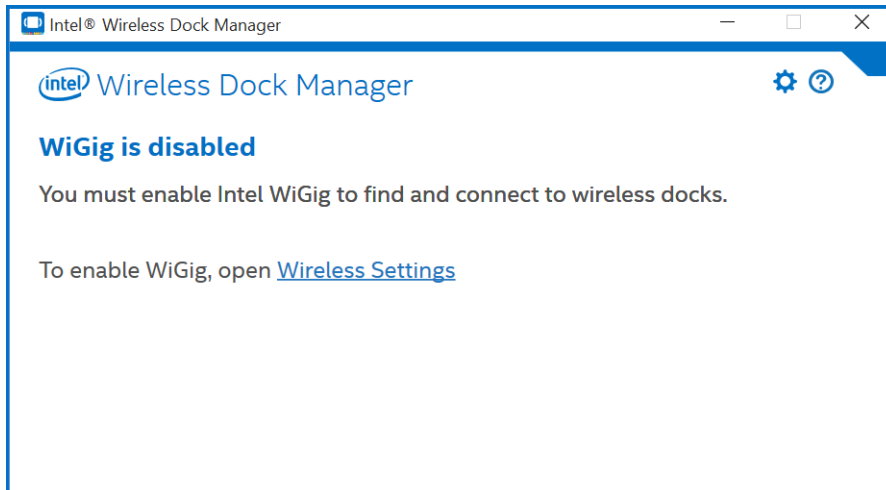 Intel® Wireless Dock Manager
intel Wireless Dock Manager
WiGig is disabled
You must enable Intel WiGig to find and connect to wireless docks.
To enable WiGig, open Wireless Settings